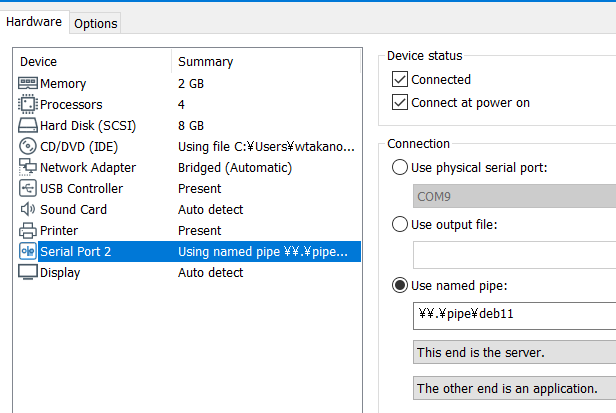 Hardware Options
Device Summary
Memory 2 GB
Processors 4
Hard Disk (SCSI) 8 GB
CD/DVD (IDE) Using file C:¥Users¥wtakano...
Network Adapter Bridged (Automatic)
USB Controller Present
Sound Card Auto detect
Printer Present
Serial Port 2 Using named pipe ¥¥.¥pipe...
Display Auto detect
Device status
Connected
Connect at power on
Connection
Use physical serial port:
COM9
Use output file:
Use named pipe:
¥¥.¥pipe¥deb11
This end is the server.
The other end is an application.